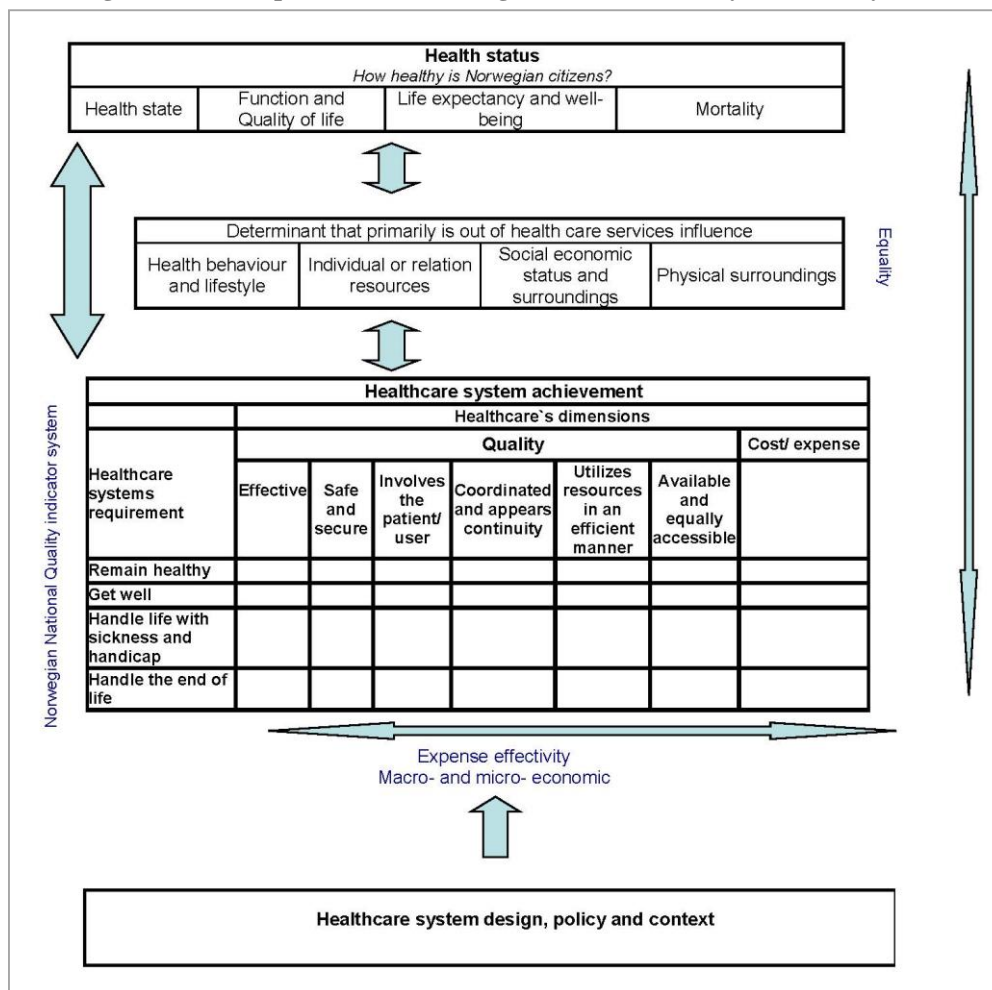 Health status
How healthy is Norwegian citizens?
Health state
Function and
Quality of life
Life expectancy and well-
being
Mortality
Determinant that primarily is out of health care services influence
Health behaviour
and lifestyle
Individual or relation
resources
Social economic
status and
surroundings
Physical surroundings
Equality
Norwegian National Quality indicator system
Healthcare system achievement
Healthcare`s dimensions
Healthcare
systems
requirement
Quality
Cost/ expense
Effective
Safe
and
secure
Involves
the
patient/
user
Coordinated
and appears
continuity
Utilizes
resources
in an
efficient
manner
Available
and
equally
accessible
Remain healthy
Get well
Handle life with
sickness and
handicap
Handle the end of
life
Expense effectivity
Macro- and micro- economic
Healthcare system design, policy and context